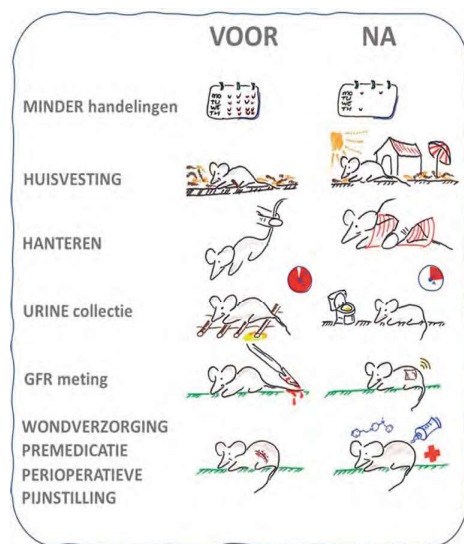 VOOR NA
MINDER handelingen
HUISVESTING
HANTEREN
URINE collectie
GFR meting
WONDVERZORGING
PREMEDICATIE
PERIOPERATIEVE
PIJNSTILLING